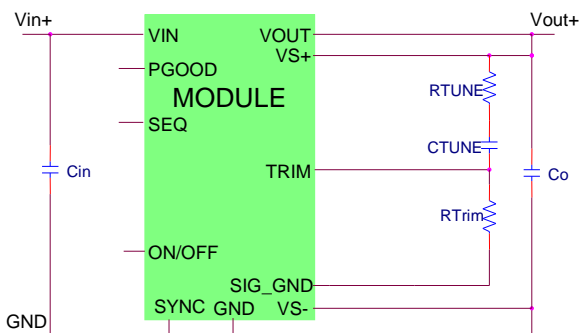 Vin+
Vout+
VIN
VOUT
VS+
PGOOD
RTUNE
MODULE
SEQ
CTUNE
Cin
TRIM
Co
RTrim
ON/OFF
SIG_GND
GND
SYNC
GND
VS-